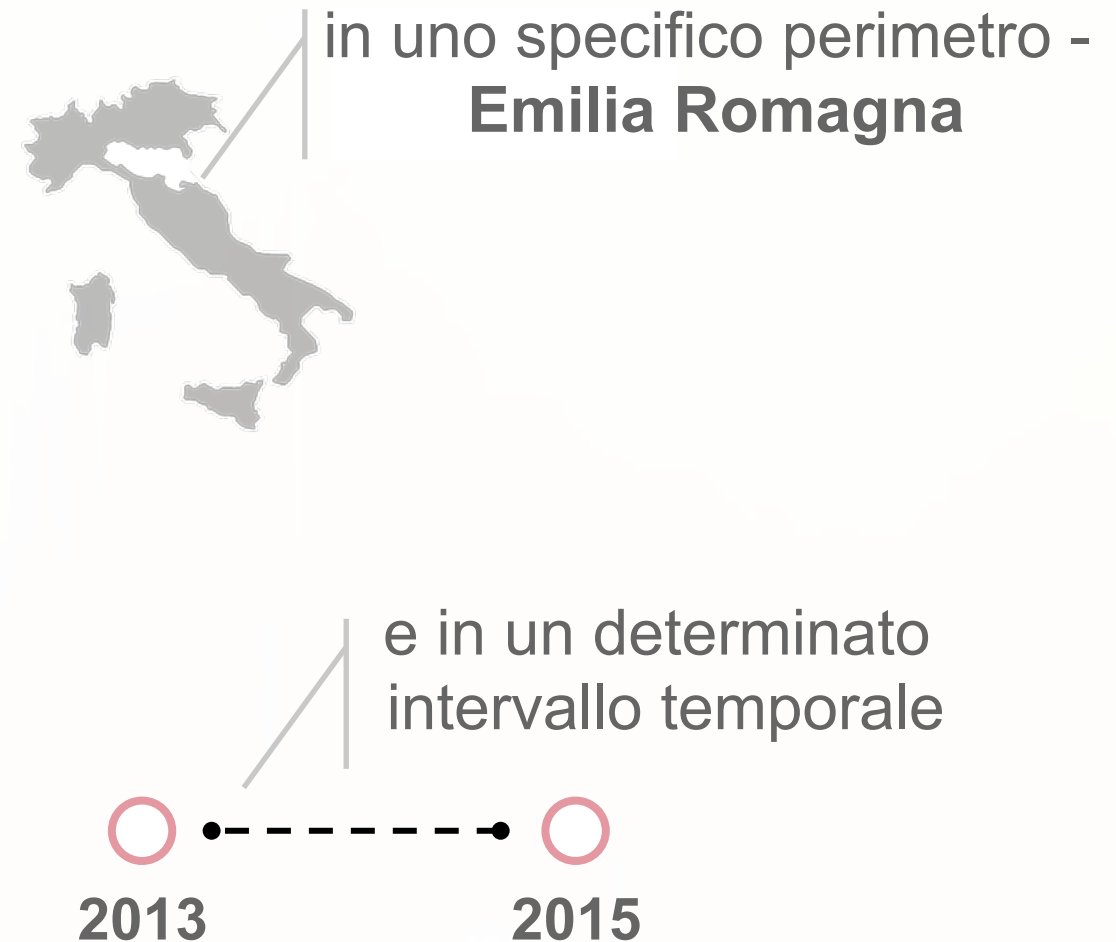 in uno specifico perimetro -
Emilia Romagna
e in un determinato
intervallo temporale
2013
2015